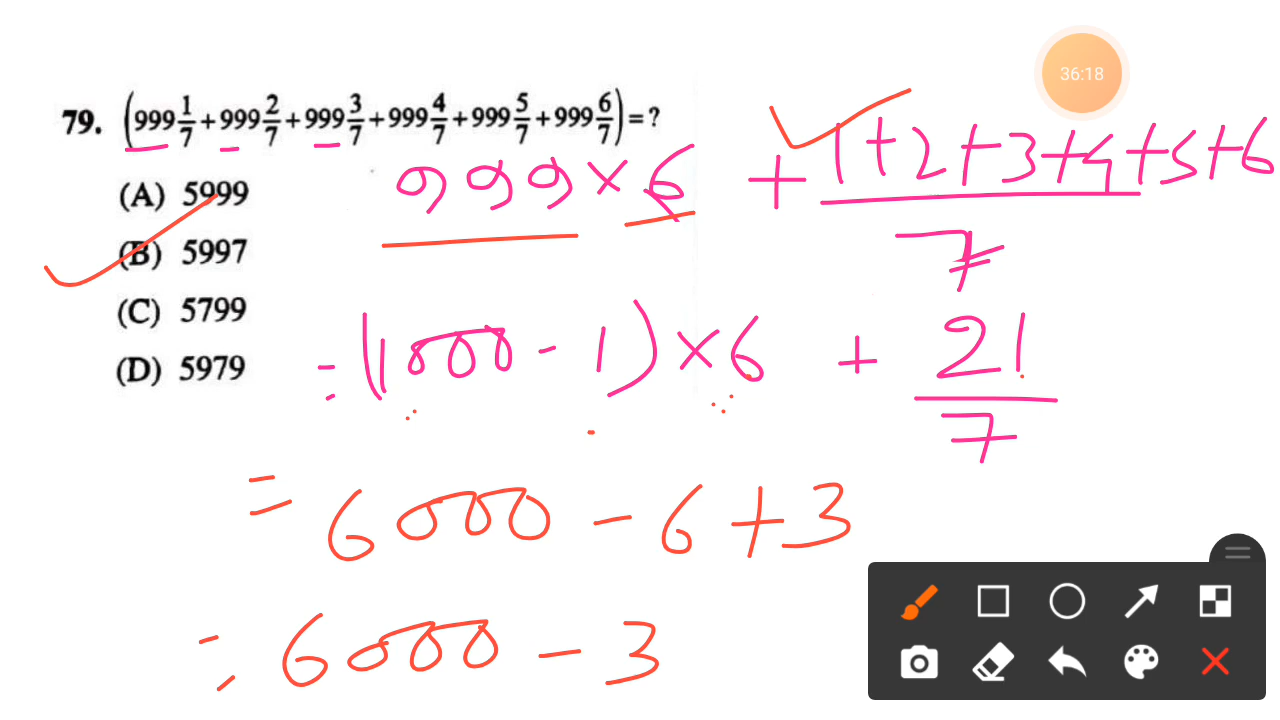 36:18
79. (999 1/7 + 999 2/7 + 999 3/7 + 999 4/7 + 999 5/7 + 999 6/7) = ?
999 × 6 + (1+2+3+4+5+6)/7
(A) 5999
(B) 5997
(C) 5799
(D) 5979
= (1000 - 1) × 6 + 21/7
= 6000 - 6 + 3
= 6000 - 3